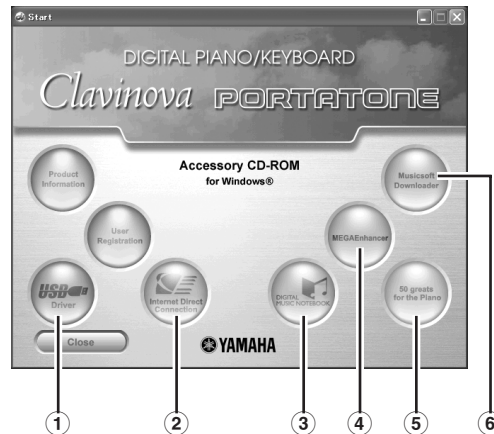 Start
DIGITAL PIANO/KEYBOARD
Clavinova PORTATONE
Accessory CD-ROM
for Windows®
Product
Information
Musicsoft
Downloader
User
Registration
MEGAEnhancer
USB
Driver
Internet Direct
Connection
DIGITAL
MUSIC NOTEBOOK
50 greats
for the Piano
Close
YAMAHA
1 2 3 4 5 6